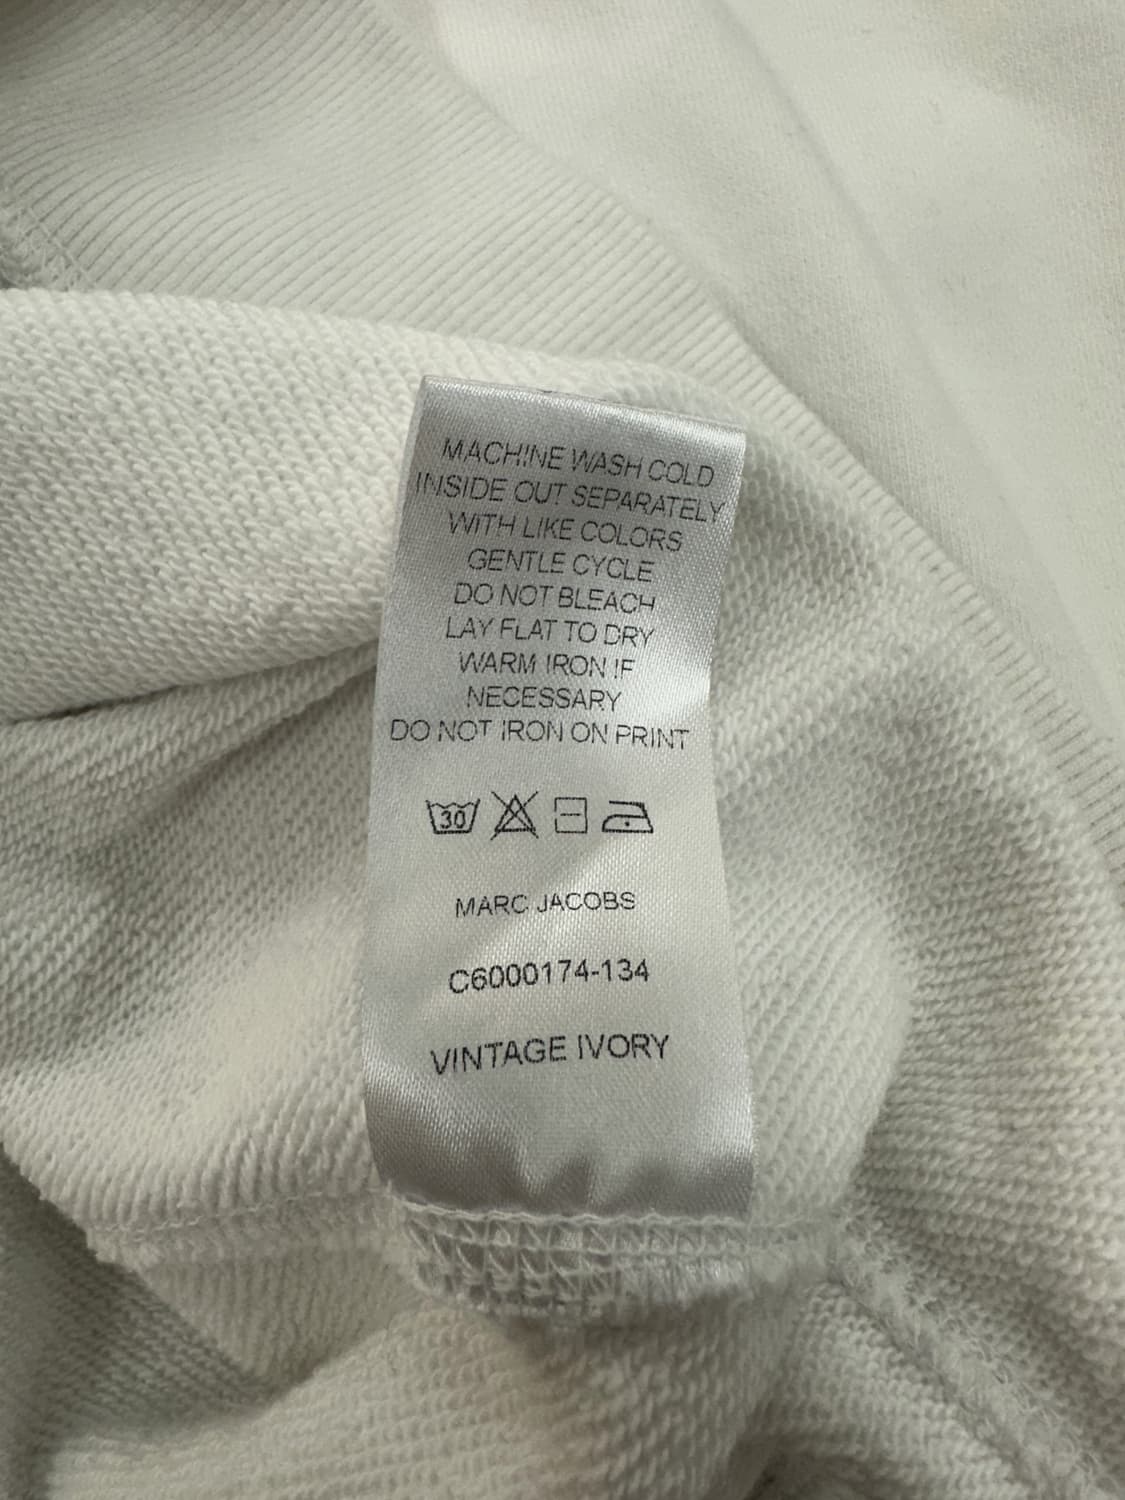 MACHINE WASH COLD
INSIDE OUT SEPARATELY
WITH LIKE COLORS
GENTLE CYCLE
DO NOT BLEACH
LAY FLAT TO DRY
WARM IRON IF
NECESSARY
DO NOT IRON ON PRINT
30
MARC JACOBS
C6000174-134
VINTAGE IVORY